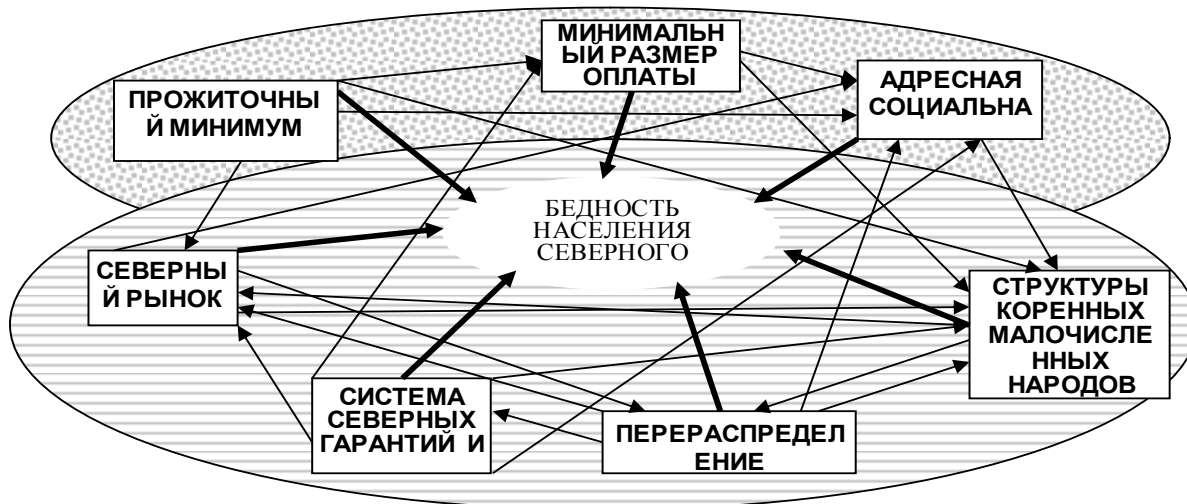 МИНИМАЛЬН
ЫЙ РАЗМЕР
ОПЛАТЫ
АДРЕСНАЯ
СОЦИАЛЬНА
ПРОЖИТОЧНЫ
Й МИНИМУМ
БЕДНОСТЬ
НАСЕЛЕНИЯ
СЕВЕРНОГО
СЕВЕРНЫ
Й РЫНОК
СТРУКТУРЫ
КОРЕННЫХ
МАЛОЧИСЛЕ
ННЫХ
НАРОДОВ
СИСТЕМА
СЕВЕРНЫХ
ГАРАНТИЙ И
ПЕРЕРАСПРЕДЕЛ
ЕНИЕ